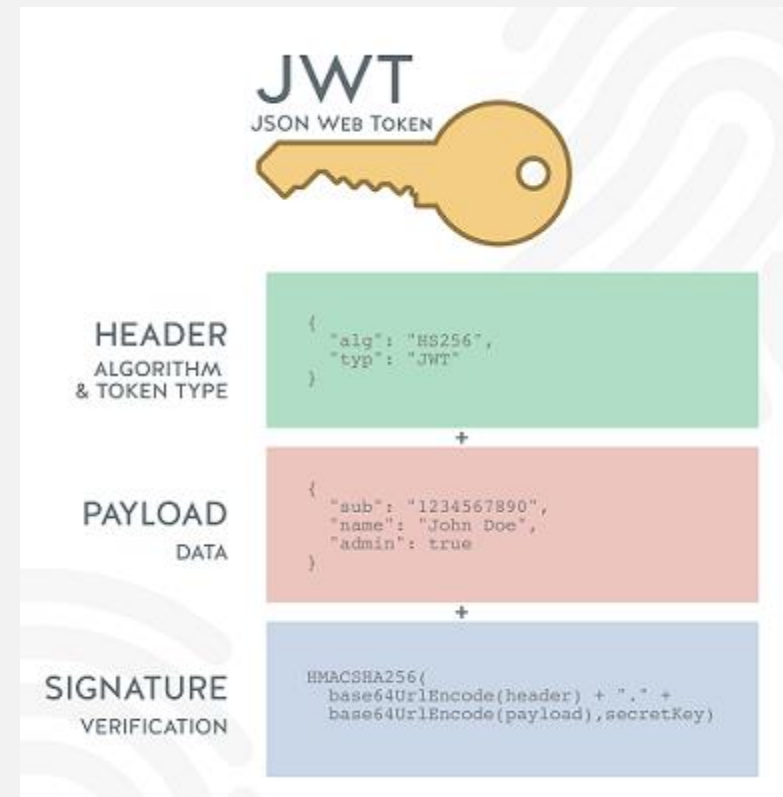 JWT
JSON WEB TOKEN
HEADER
ALGORITHM
& TOKEN TYPE
{
"alg": "HS256",
"typ": "JWT"
}
+
PAYLOAD
DATA
{
"sub": "1234567890",
"name": "John Doe",
"admin": true
}
+
SIGNATURE
VERIFICATION
HMACSHA256(
base64UrlEncode(header) + "." +
base64UrlEncode(payload),secretKey)